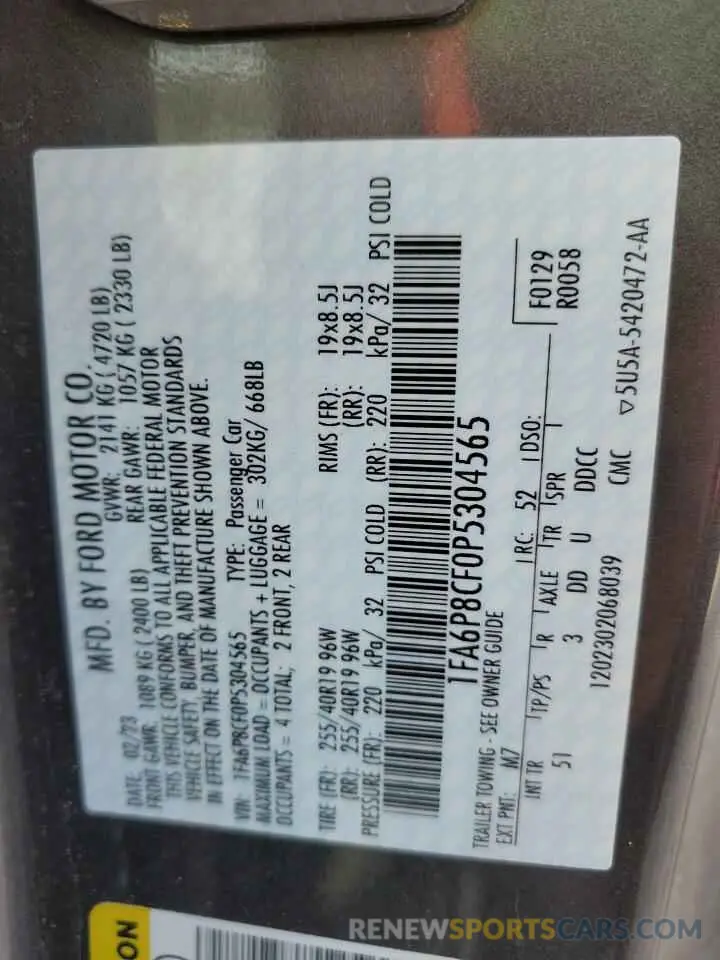 MFD. BY FORD MOTOR CO.
DATE: 02/23 GVWR: 2141 KG ( 4720 LB)
FRONT GAWR: 1089 KG ( 2400 LB) REAR GAWR: 1057 KG ( 2330 LB)
THIS VEHICLE CONFORMS TO ALL APPLICABLE FEDERAL MOTOR
VEHICLE SAFETY, BUMPER, AND THEFT PREVENTION STANDARDS
IN EFFECT ON THE DATE OF MANUFACTURE SHOWN ABOVE.
VIN: 1FA6P8CF0P5304565 TYPE: Passenger Car
MAXIMUM LOAD = OCCUPANTS + LUGGAGE = 302KG/ 668LB
OCCUPANTS = 4 TOTAL; 2 FRONT, 2 REAR
TIRE (FR): 255/40R19 96W RIMS (FR): 19x8.5J
(RR): 255/40R19 96W (RR): 19x8.5J
PRESSURE (FR): 220 kPa/ 32 PSI COLD (RR): 220 kPa/ 32 PSI COLD
1FA6P8CF0P5304565
TRAILER TOWING - SEE OWNER GUIDE
EXT PNT: M7 RC: 52 DSO:
F0129
R0058
INT TR TP/PS R AXLE TR SPR
51 3 DD U DDCC
1202302068039 CMC ▽5U5A-5420472-AA
ON
RENEWSPORTSCARS.COM